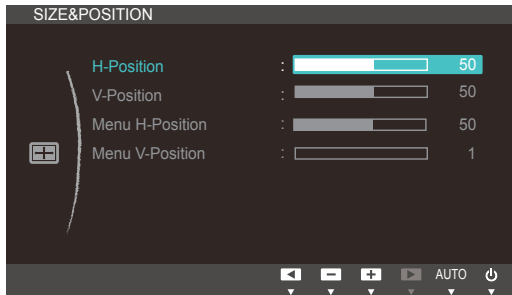 SIZE&POSITION
H-Position : 50
V-Position : 50
Menu H-Position : 50
Menu V-Position : 1
AUTO